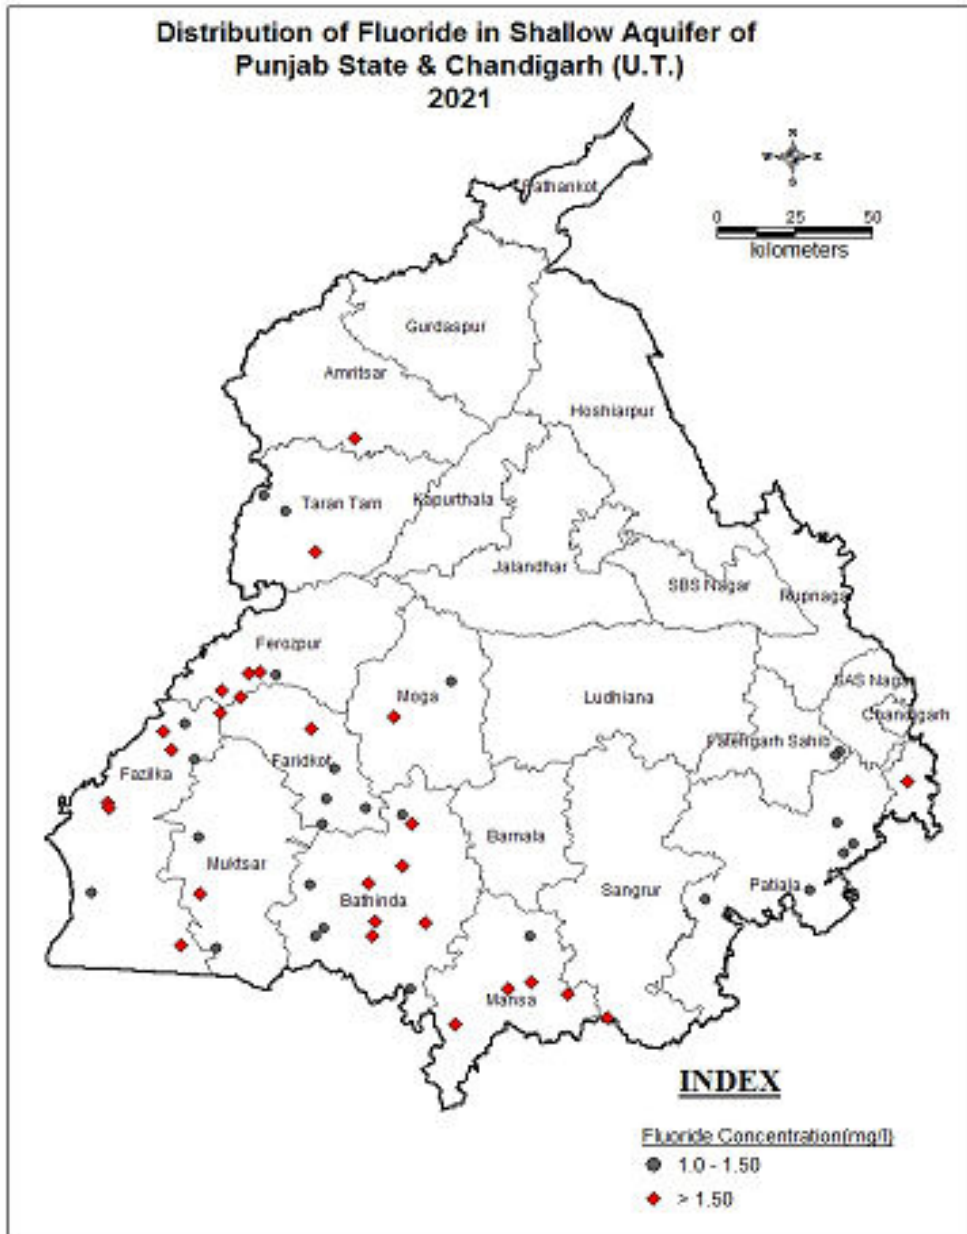 Distribution of Fluoride in Shallow Aquifer of
Punjab State & Chandigarh (U.T.)
2021
N
W E
S
0 25 50
kilometers
Pathankot
Gurdaspur
Amritsar
Hoshiarpur
Taran Tarn
Kapurthala
Jalandhar
SBS Nagar
Rupnagar
Ferozpur
Moga
Ludhiana
SAS Nagar
Chandigarh
Fatehgarh Sahib
Faridkot
Fazilka
Barnala
Muktsar
Sangrur
Patiala
Bathinda
Mansa
INDEX
Fluoride Concentration(mg/l)
1.0 - 1.50
> 1.50